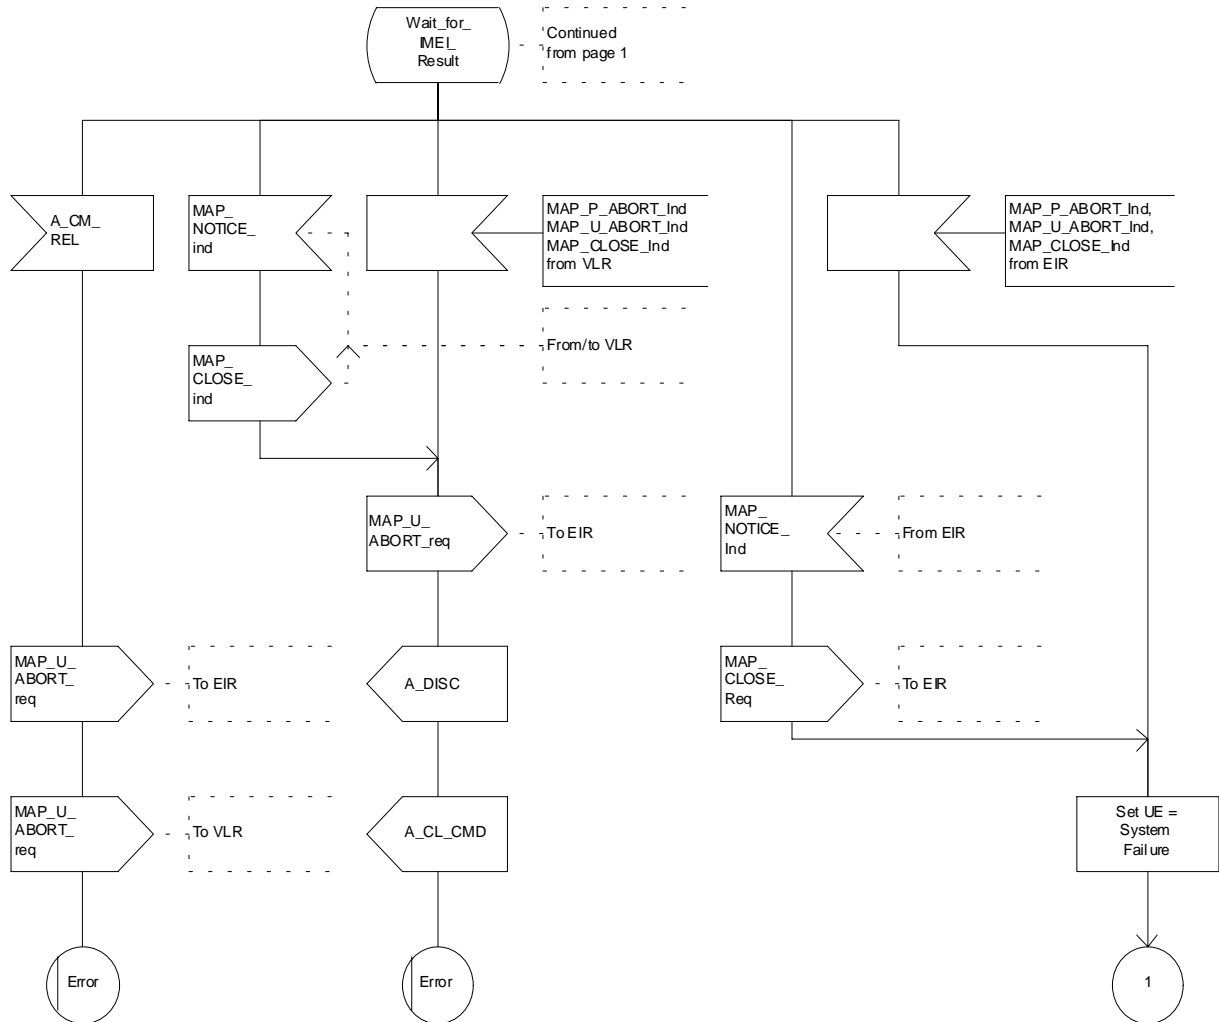 Wait_for_
IMEI_
Result
Continued
from page 1
A_CM_
REL
MAP_
NOTICE_
ind
MAP_P_ABORT_Ind
MAP_U_ABORT_Ind
MAP_CLOSE_Ind
from VLR
MAP_P_ABORT_Ind,
MAP_U_ABORT_Ind,
MAP_CLOSE_Ind
from EIR
MAP_
CLOSE_
ind
From/to VLR
MAP_U_
ABORT_req
To EIR
MAP_
NOTICE_
Ind
From EIR
MAP_U_
ABORT_
req
To EIR
A_DISC
MAP_
CLOSE_
Req
To EIR
MAP_U_
ABORT_
req
To VLR
A_CL_CMD
Set UE =
System
Failure
Error
Error
1